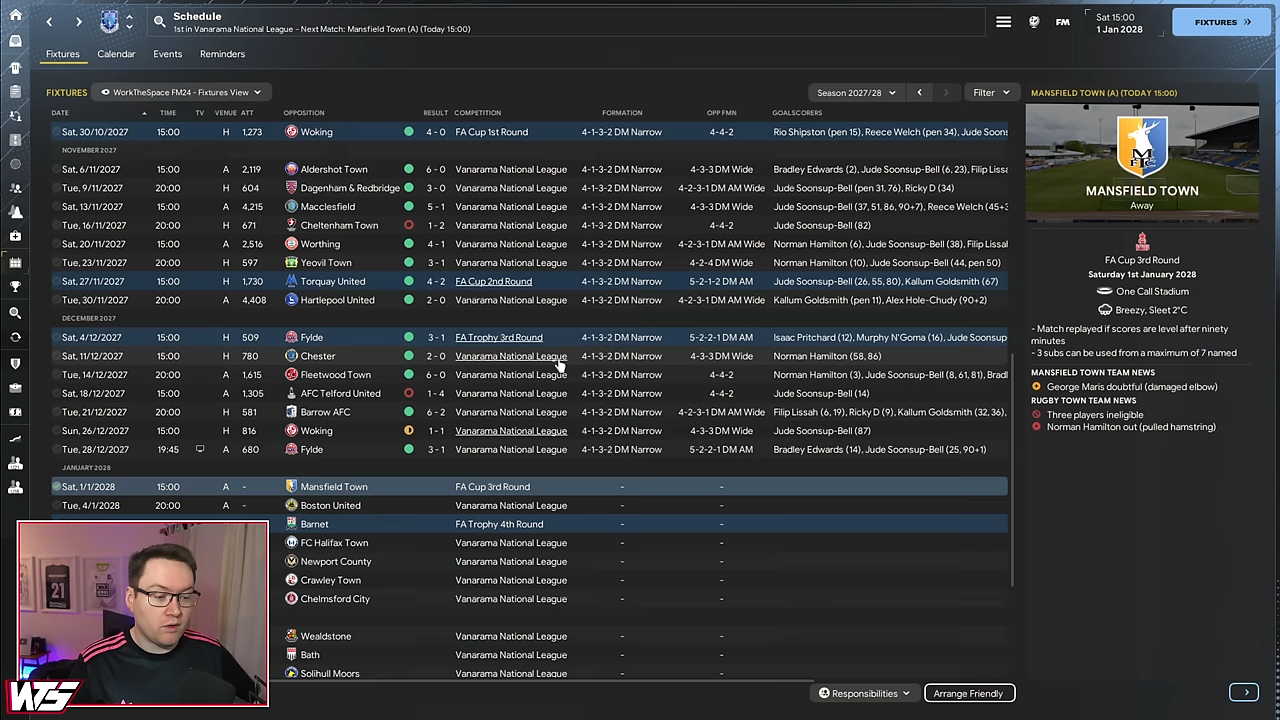 Schedule
1st in Vanarama National League - Next Match: Mansfield Town (A) (Today 15:00)
FM
Sat 15:00
1 Jan 2028
FIXTURES
Fixtures Calendar Events Reminders
FIXTURES WorkTheSpace FM24 - Fixtures View Season 2027/28 Filter
DATE TIME TV VENUE ATT OPPOSITION RESULT COMPETITION FORMATION OPP FMN GOALSCORERS
Sat, 30/10/2027 15:00 H 1,273 Woking 4 - 0 FA Cup 1st Round 4-1-3-2 DM Narrow 4-4-2 Rio Shipston (pen 15), Reece Welch (pen 34), Jude Soons
NOVEMBER 2027
Sat, 6/11/2027 15:00 A 2,119 Aldershot Town 6 - 0 Vanarama National League 4-1-3-2 DM Narrow 4-3-3 DM Wide Bradley Edwards (2), Jude Soonsup-Bell (6, 23), Filip Lissa
Tue, 9/11/2027 15:00 H 604 Dagenham & Redbridge 3 - 0 Vanarama National League 4-1-3-2 DM Narrow 4-2-3-1 DM AM Wide Jude Soonsup-Bell (pen 31, 76), Ricky D (34)
Sat, 13/11/2027 15:00 A 4,215 Macclesfield 5 - 1 Vanarama National League 4-1-3-2 DM Narrow 4-3-3 DM Wide Jude Soonsup-Bell (37, 51, 86, 90+7), Reece Welch (45+3
Tue, 16/11/2027 20:00 H 671 Cheltenham Town 1 - 2 Vanarama National League 4-1-3-2 DM Narrow 4-4-2 Jude Soonsup-Bell (82)
Sat, 20/11/2027 15:00 A 2,516 Worthing 4 - 1 Vanarama National League 4-1-3-2 DM Narrow 4-2-3-1 DM AM Wide Norman Hamilton (6), Jude Soonsup-Bell (38), Filip Lissah
Tue, 23/11/2027 15:00 H 597 Yeovil Town 3 - 1 Vanarama National League 4-1-3-2 DM Narrow 4-2-4 DM Wide Norman Hamilton (10), Jude Soonsup-Bell (44, pen 50)
Sat, 27/11/2027 15:00 H 1,730 Torquay United 4 - 2 FA Cup 2nd Round 4-1-3-2 DM Narrow 5-2-1-2 DM AM Jude Soonsup-Bell (26, 55, 80), Kallum Goldsmith (67)
Tue, 30/11/2027 20:00 A 4,408 Hartlepool United 2 - 0 Vanarama National League 4-1-3-2 DM Narrow 4-2-3-1 DM AM Wide Kallum Goldsmith (pen 11), Alex Hole-Chudy (90+2)
DECEMBER 2027
Sat, 4/12/2027 15:00 H 509 Fylde 3 - 1 FA Trophy 3rd Round 4-1-3-2 DM Narrow 5-2-2-1 DM AM Isaac Pritchard (12), Murphy N'Goma (16), Jude Soonsup
Sat, 11/12/2027 15:00 H 780 Chester 2 - 0 Vanarama National League 4-1-3-2 DM Narrow 4-3-3 DM Wide Norman Hamilton (58, 86)
Tue, 14/12/2027 20:00 A 1,615 Fleetwood Town 6 - 0 Vanarama National League 4-1-3-2 DM Narrow 4-4-2 Norman Hamilton (3), Jude Soonsup-Bell (8, 61, 81), Bradl
Sat, 18/12/2027 15:00 A 1,305 AFC Telford United 1 - 4 Vanarama National League 4-1-3-2 DM Narrow 4-4-2 Jude Soonsup-Bell (14)
Tue, 21/12/2027 20:00 H 581 Barrow AFC 6 - 2 Vanarama National League 4-1-3-2 DM Narrow 4-2-3-1 DM AM Wide Filip Lissah (6, 19), Ricky D (9), Kallum Goldsmith (32, 36),
Sun, 26/12/2027 15:00 H 816 Woking 1 - 1 Vanarama National League 4-1-3-2 DM Narrow 4-3-3 DM Wide Jude Soonsup-Bell (87)
Tue, 28/12/2027 19:45 A 680 Fylde 3 - 1 Vanarama National League 4-1-3-2 DM Narrow 5-2-2-1 DM AM Bradley Edwards (14), Jude Soonsup-Bell (25, 90+1)
JANUARY 2028
Sat, 1/1/2028 15:00 A - Mansfield Town FA Cup 3rd Round - -
Tue, 4/1/2028 20:00 A - Boston United Vanarama National League - -
Barnet FA Trophy 4th Round - -
FC Halifax Town Vanarama National League - -
Newport County Vanarama National League - -
Crawley Town Vanarama National League - -
Chelmsford City Vanarama National League - -
Wealdstone Vanarama National League - -
Bath Vanarama National League - -
Solihull Moors Vanarama National League - -
Responsibilities Arrange Friendly
MANSFIELD TOWN (A) (TODAY 15:00)
MANSFIELD TOWN
Away
FA Cup 3rd Round
Saturday 1st January 2028
One Call Stadium
Breezy, Sleet 2°C
- Match replayed if scores are level after ninety
minutes
- 3 subs can be used from a maximum of 7 named
MANSFIELD TOWN TEAM NEWS
George Maris doubtful (damaged elbow)
RUGBY TOWN TEAM NEWS
Three players ineligible
Norman Hamilton out (pulled hamstring)
21
WTS